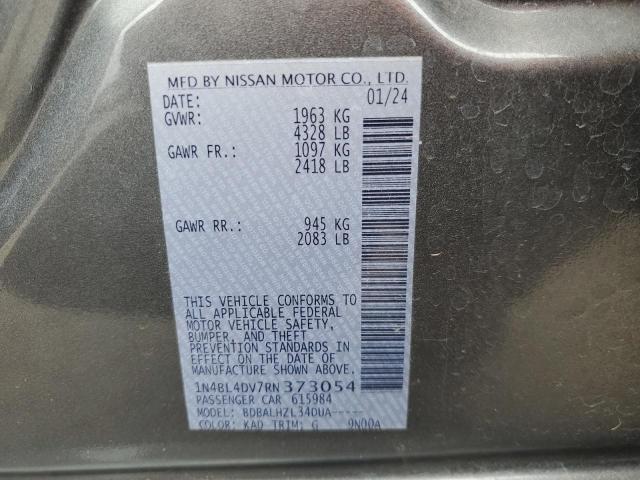 MFD BY NISSAN MOTOR CO., LTD.
DATE: 01/24
GVWR: 1963 KG
4328 LB
GAWR FR.: 1097 KG
2418 LB
GAWR RR.: 945 KG
2083 LB
THIS VEHICLE CONFORMS TO
ALL APPLICABLE FEDERAL
MOTOR VEHICLE SAFETY,
BUMPER, AND THEFT
PREVENTION STANDARDS IN
EFFECT ON THE DATE OF
MANUFACTURE SHOWN ABOVE.
1N4BL4DV7RN373054
PASSENGER CAR 615984
MODEL: BDBALHZL34DUA-----
COLOR: KAD TRIM: G 9N00A